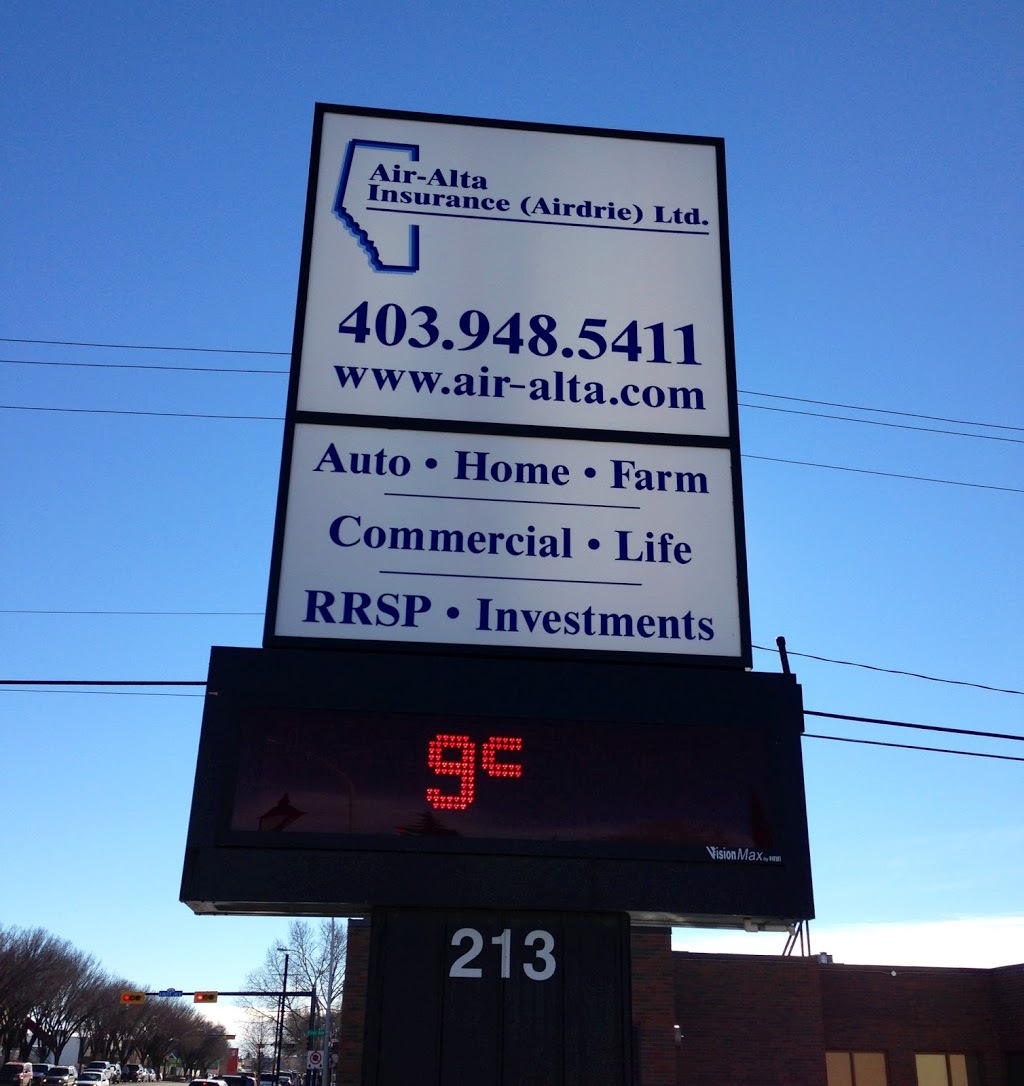 Air-Alta
Insurance (Airdrie) Ltd.
403.948.5411
www.air-alta.com
Auto • Home • Farm
Commercial • Life
RRSP • Investments
9c
VisionMax
213